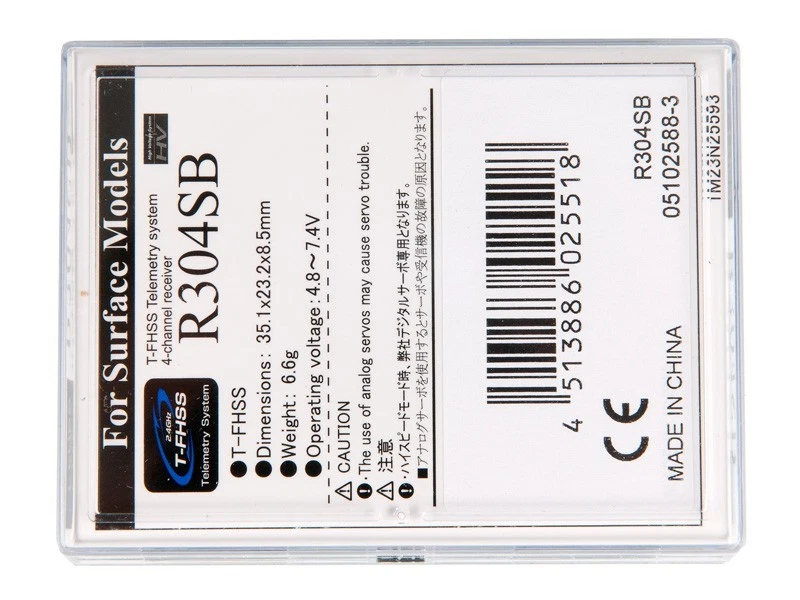 For Surface Models
T-FHSS Telemetry system
4-channel receiver
High Voltage System
HV
R304SB
2.4GHz
T-FHSS
Telemetry System
●T-FHSS
●Dimensions: 35.1x23.2x8.5mm
●Weight: 6.6g
●Operating voltage:4.8～7.4V
⚠ CAUTION
・The use of analog servos may cause servo trouble.
⚠ 注意
・ハイスピードモード時、弊社デジタルサーボ専用となります。
■アナログサーボを使用するとサーボや受信機の故障の原因となります。
4 513886 025518
R304SB
05102588-3
CE
MADE IN CHINA
1M23N25593